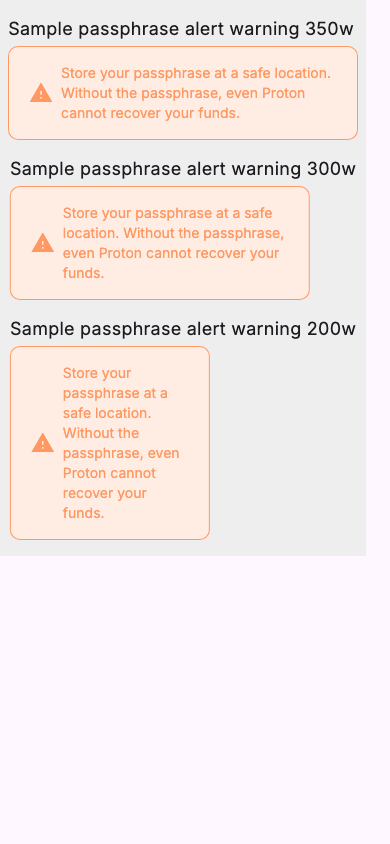 Sample passphrase alert warning 350w
Store your passphrase at a safe location.
Without the passphrase, even Proton
cannot recover your funds.
Sample passphrase alert warning 300w
Store your passphrase at a safe
location. Without the passphrase,
even Proton cannot recover your
funds.
Sample passphrase alert warning 200w
Store your
passphrase at a
safe location.
Without the
passphrase, even
Proton cannot
recover your
funds.